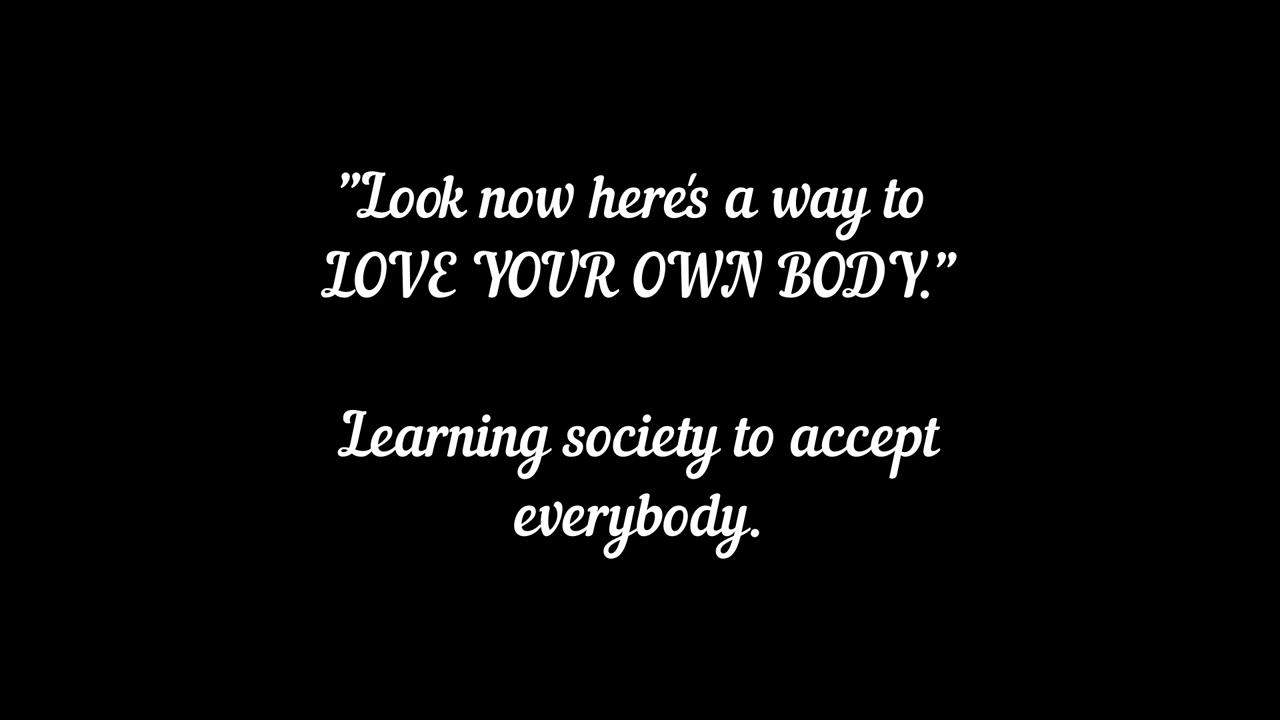 ”Look now here's a way to
LOVE YOUR OWN BODY.”
Learning society to accept
everybody.